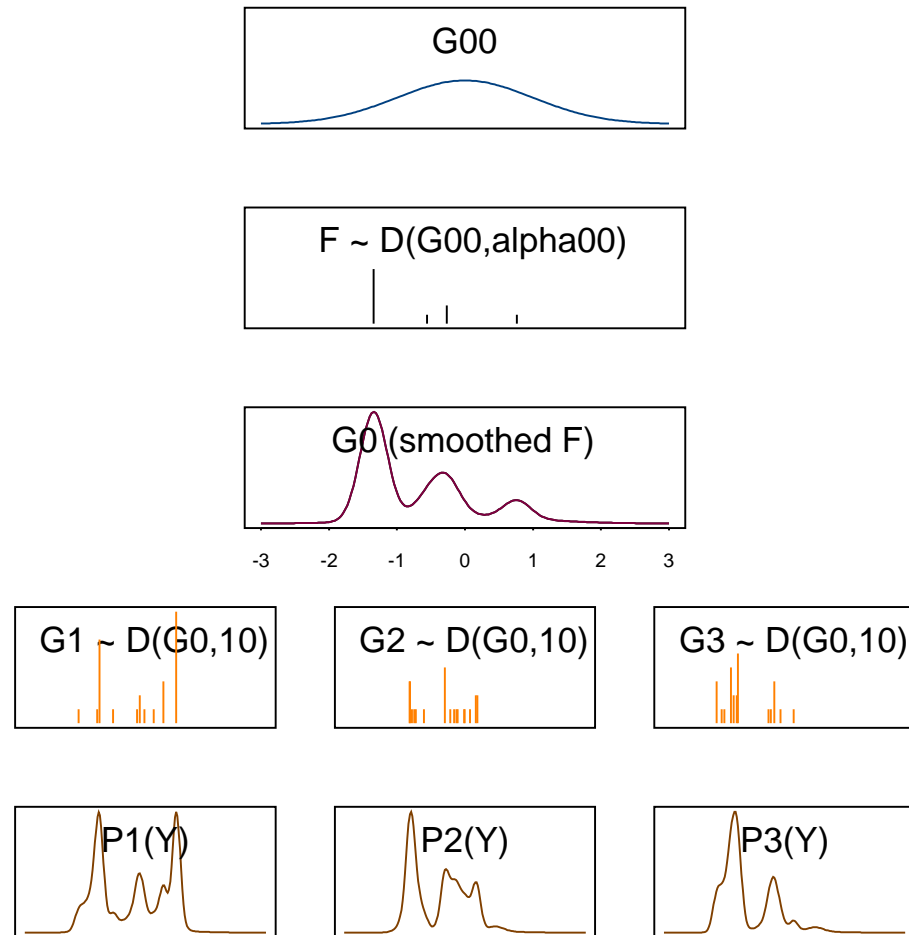 G00
F ~ D(G00,alpha00)
G0 (smoothed F)
-3 -2 -1 0 1 2 3
G1 ~ D(G0,10) G2 ~ D(G0,10) G3 ~ D(G0,10)
P1(Y) P2(Y) P3(Y)